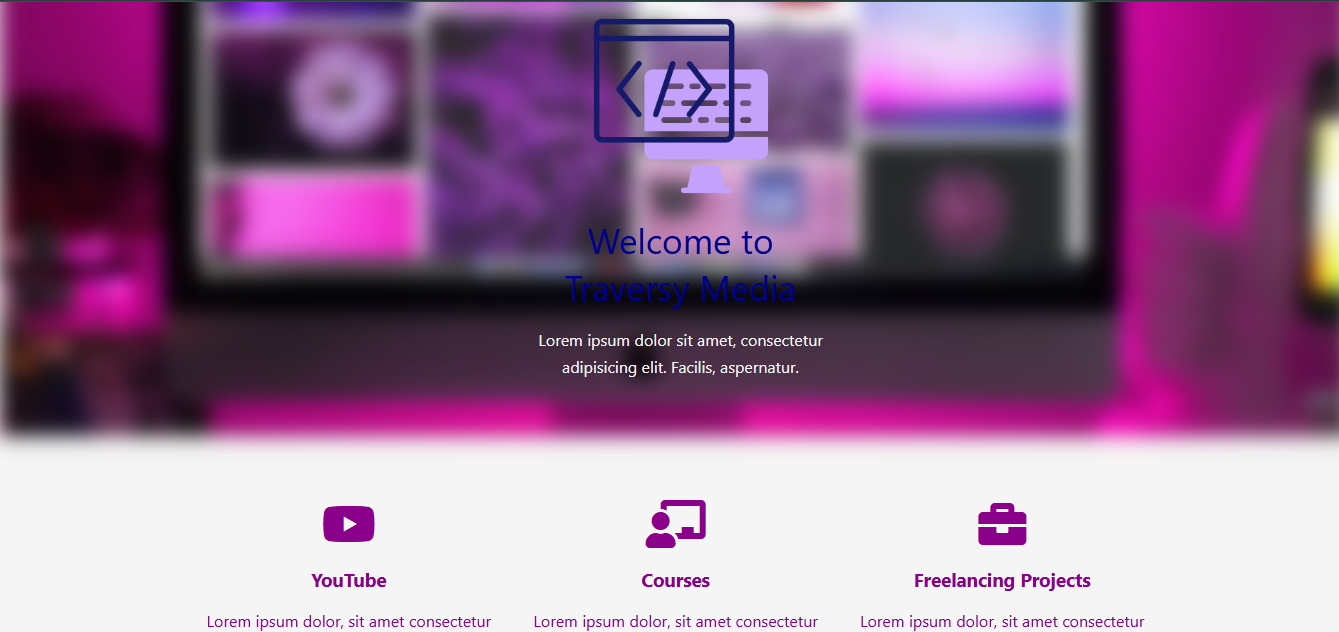 Welcome to
Traversy Media
Lorem ipsum dolor sit amet, consectetur
adipisicing elit. Facilis, aspernatur.
YouTube
Courses
Freelancing Projects
Lorem ipsum dolor, sit amet consectetur
Lorem ipsum dolor, sit amet consectetur
Lorem ipsum dolor, sit amet consectetur